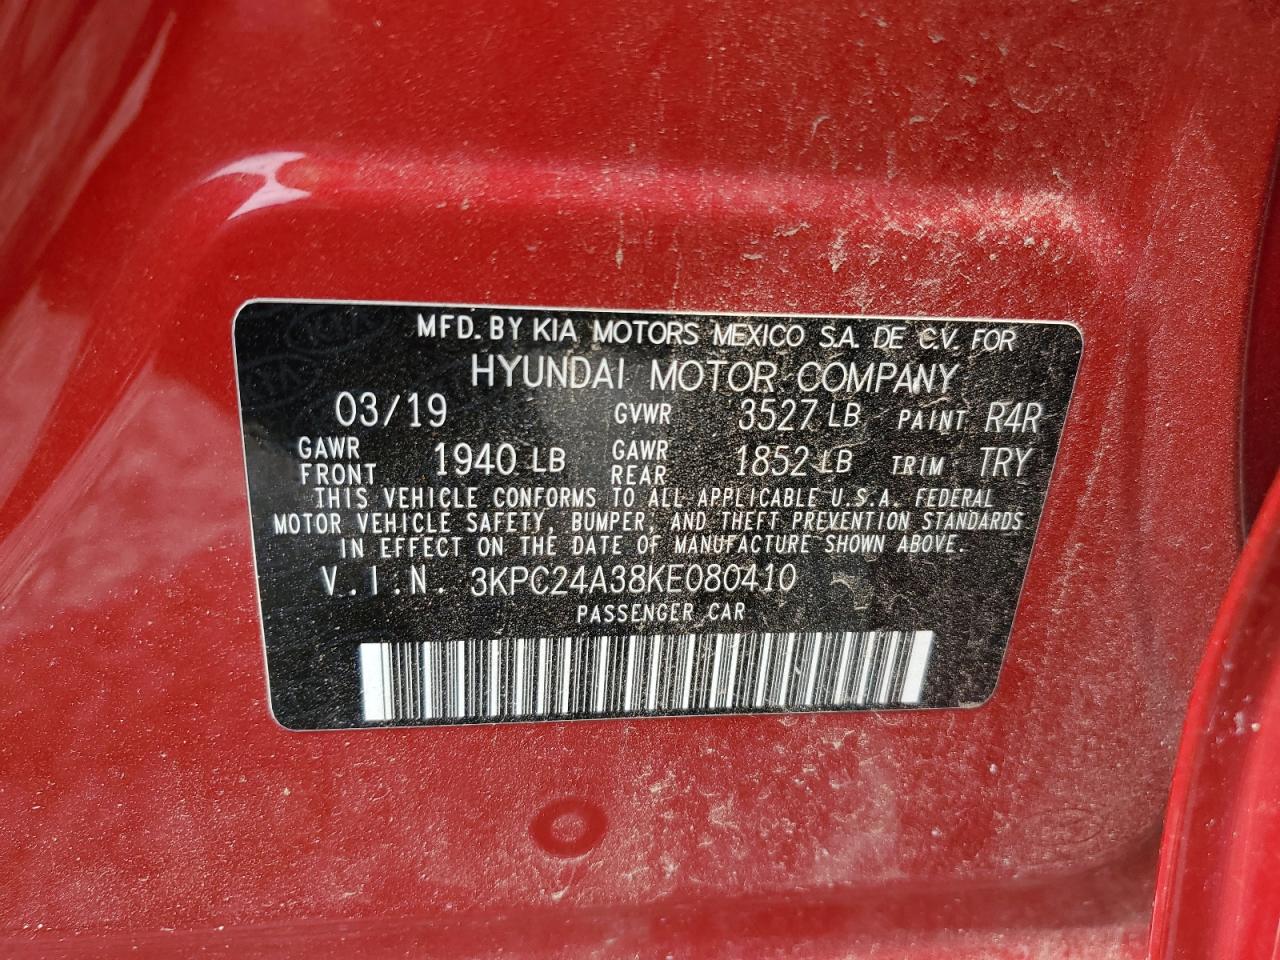 MFD. BY KIA MOTORS MEXICO S.A. DE C.V. FOR
HYUNDAI MOTOR COMPANY
03/19 GVWR 3527 LB PAINT: R4R
GAWR FRONT 1940 LB GAWR REAR 1852 LB TRIM: TRY
THIS VEHICLE CONFORMS TO ALL APPLICABLE U.S.A. FEDERAL
MOTOR VEHICLE SAFETY, BUMPER, AND THEFT PREVENTION STANDARDS
IN EFFECT ON THE DATE OF MANUFACTURE SHOWN ABOVE.
V.I.N. 3KPC24A38KE080410
PASSENGER CAR